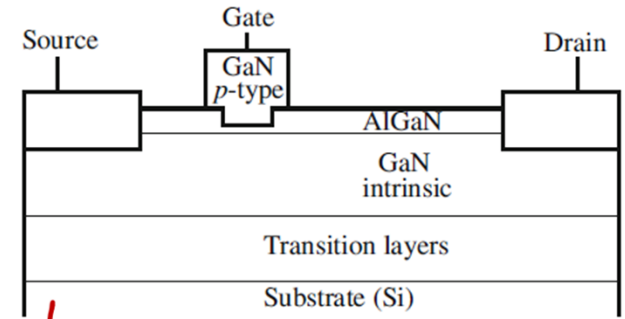 Gate
Source
Drain
GaN
p-type
AlGaN
GaN
intrinsic
Transition layers
Substrate (Si)